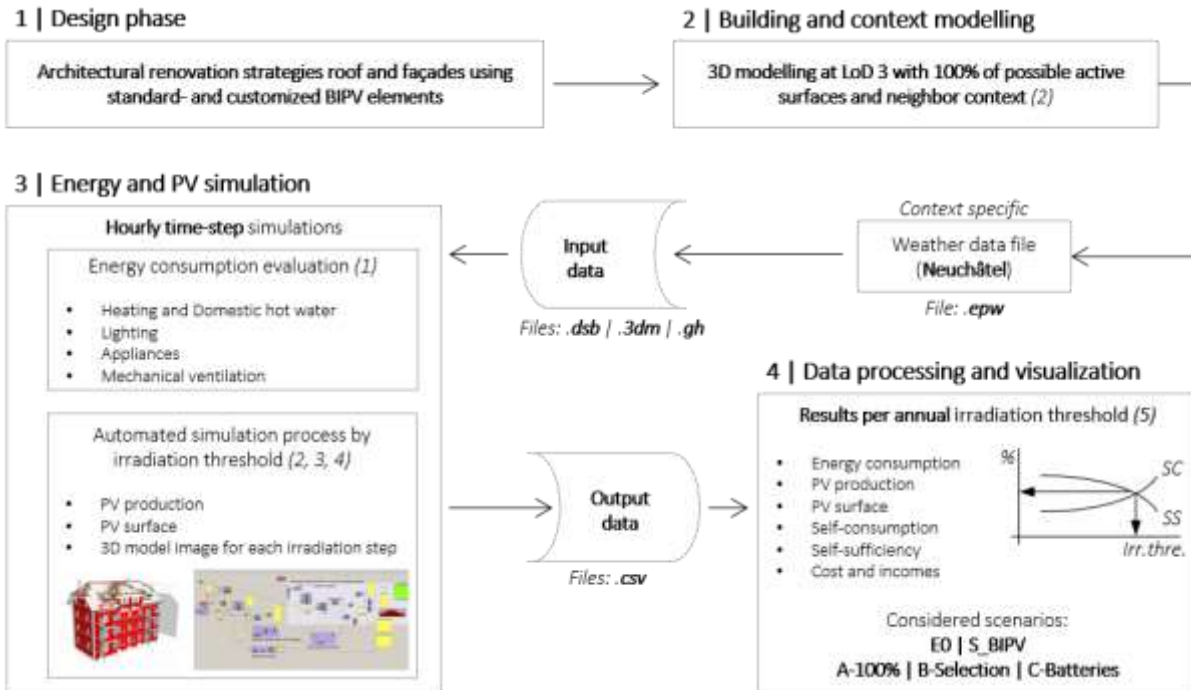 1 | Design phase
Architectural renovation strategies roof and façades using
standard- and customized BIPV elements
2 | Building and context modelling
3D modelling at LoD 3 with 100% of possible active
surfaces and neighbor context (2)
3 | Energy and PV simulation
Hourly time-step simulations
Energy consumption evaluation (1)
• Heating and Domestic hot water
• Lighting
• Appliances
• Mechanical ventilation
Automated simulation process by
irradiation threshold (2, 3, 4)
• PV production
• PV surface
• 3D model image for each irradiation step
Input
data
Files: .dsb | .3dm | .gh
Context specific
Weather data file
(Neuchâtel)
File: .epw
Output
data
Files: .csv
4 | Data processing and visualization
Results per annual irradiation threshold (5)
• Energy consumption
• PV production
• PV surface
• Self-consumption
• Self-sufficiency
• Cost and incomes
%
SC
SS
Irr.thre.
Considered scenarios:
E0 | S_BIPV
A-100% | B-Selection | C-Batteries